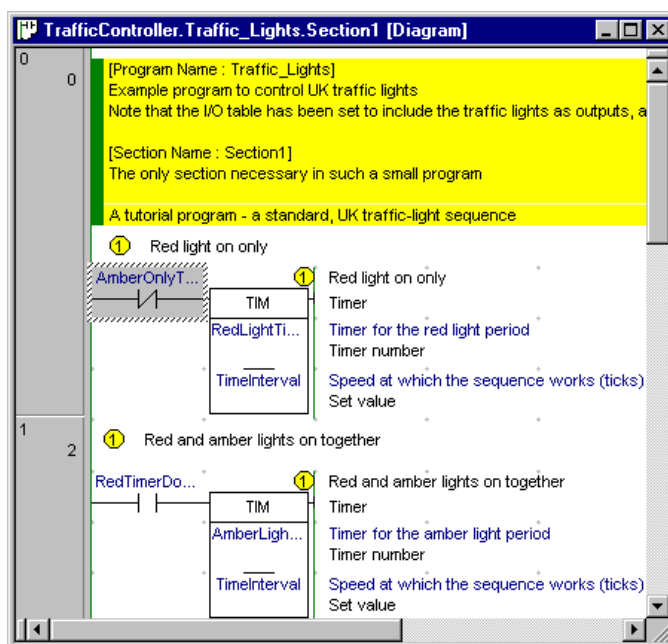 TrafficController.Traffic_Lights.Section1 [Diagram]
0
0
[Program Name : Traffic_Lights]
Example program to control UK traffic lights
Note that the I/O table has been set to include the traffic lights as outputs, a
[Section Name : Section1]
The only section necessary in such a small program
A tutorial program - a standard, UK traffic-light sequence
1 Red light on only
AmberOnlyT...
1 Red light on only
TIM Timer
RedLightTi... Timer for the red light period
Timer number
TimeInterval Speed at which the sequence works (ticks)
Set value
1
2
1 Red and amber lights on together
RedTimerDo...
1 Red and amber lights on together
TIM Timer
AmberLigh... Timer for the amber light period
Timer number
TimeInterval Speed at which the sequence works (ticks)
Set value